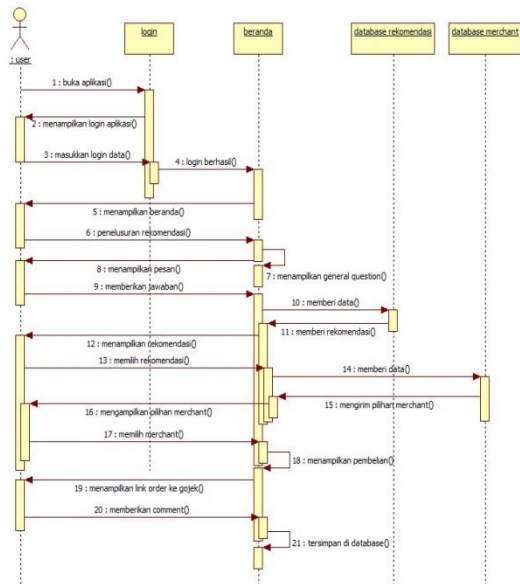 login
beranda
database rekomendasi
database merchant
: user
1 : buka aplikasi()
2 : menampilkan login aplikasi()
3 : masukkan login data()
4 : login berhasil()
5 : menampilkan beranda()
6 : penelusuran rekomendasi()
7 : menampilkan general question()
8 : menampilkan pesan()
9 : memberikan jawaban()
10 : memberi data()
11 : memberi rekomendasi()
12 : menampilkan rekomendasi()
13 : memilih rekomendasi()
14 : memberi data()
15 : mengirim pilihan merchant()
16 : mengampilkan pilihan merchant()
17 : memilih merchant()
18 : menampilkan pembelian()
19 : menampilkan link order ke gojek()
20 : memberikan comment()
21 : tersimpan di database()